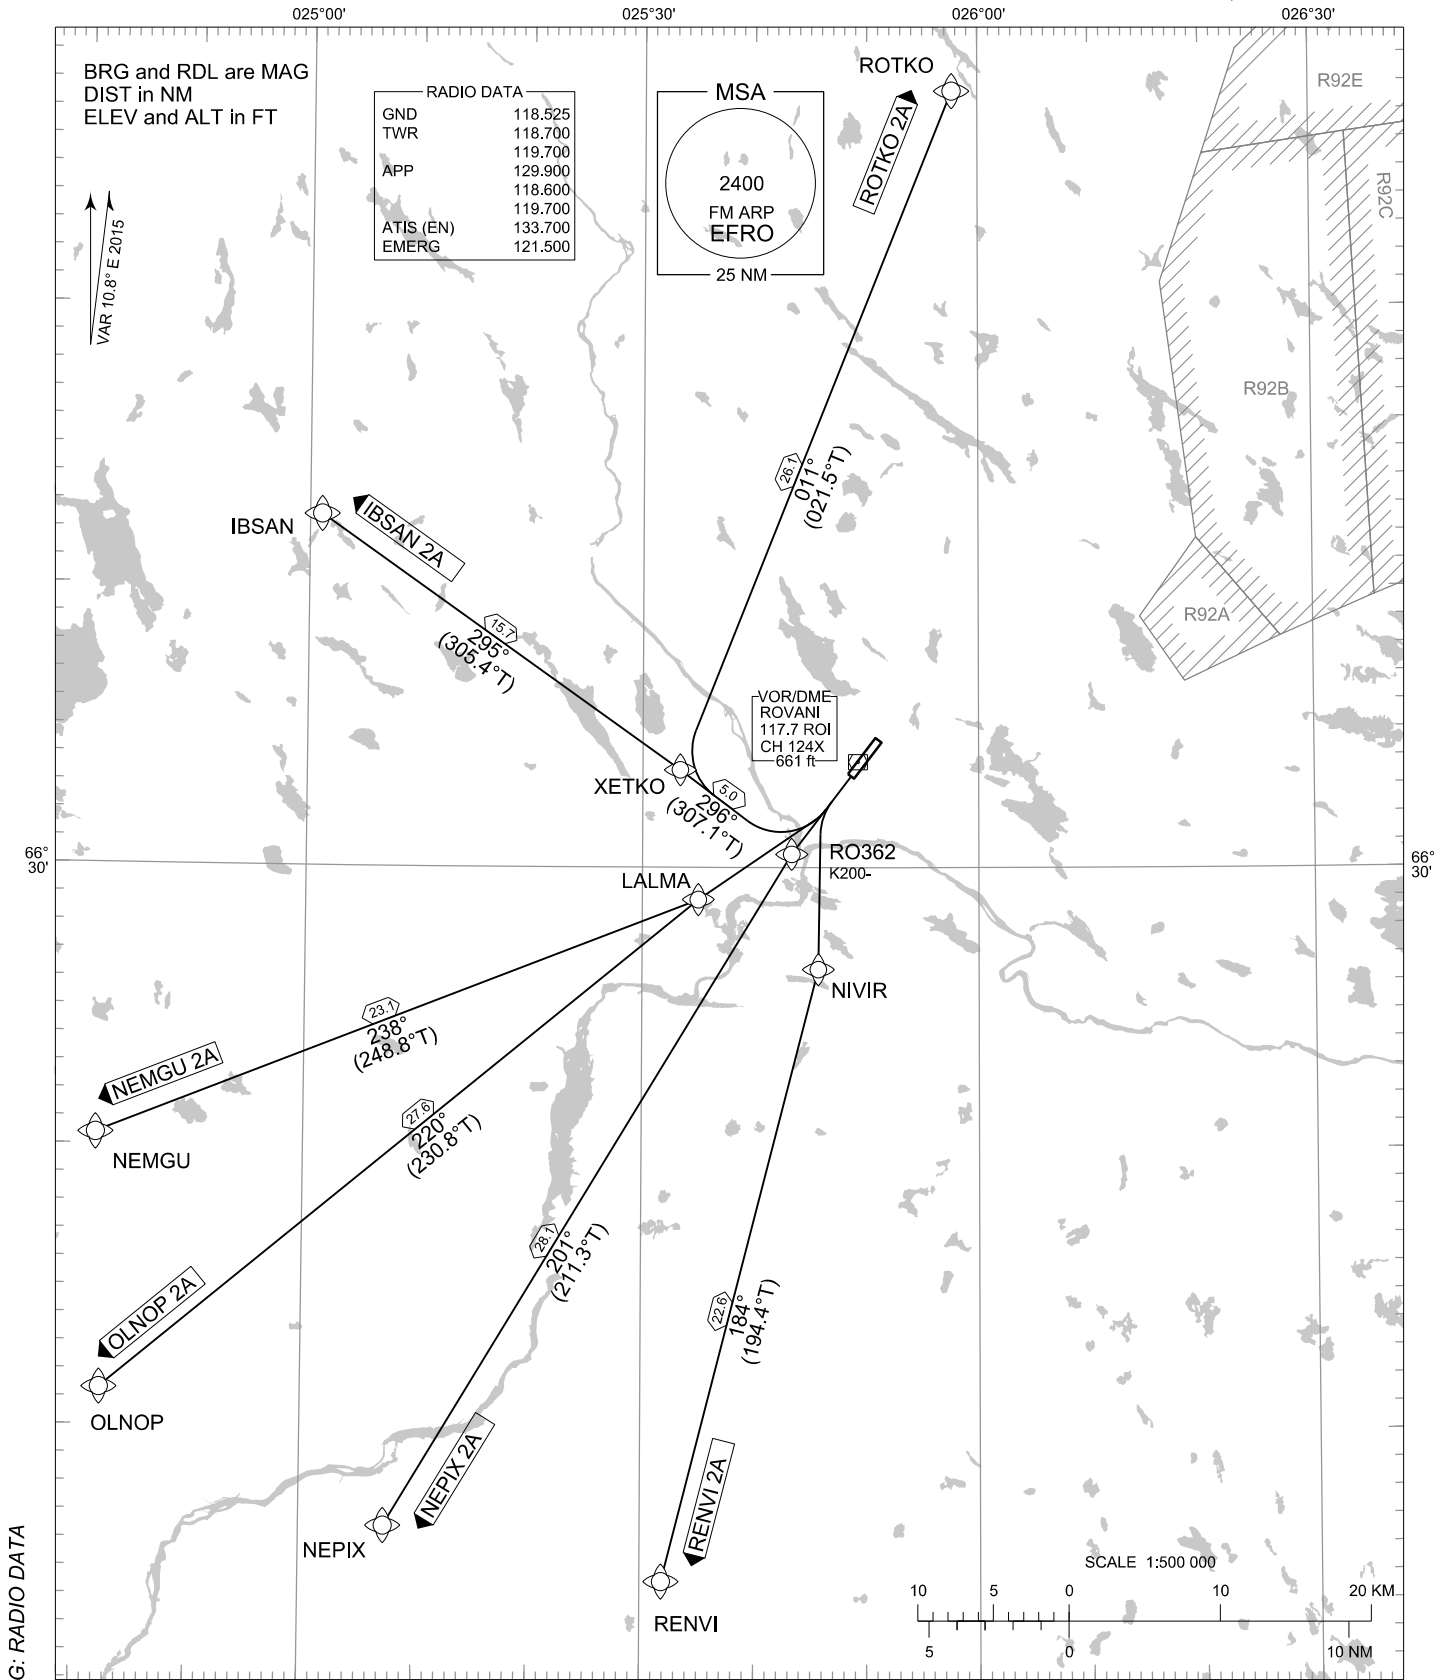 025°00'
025°30'
026°00'
026°30'
BRG and RDL are MAG
DIST in NM
ELEV and ALT in FT
VAR 10.8° E 2015
RADIO DATA
GND 118.525
TWR 118.700
119.700
APP 129.900
118.600
119.700
ATIS (EN) 133.700
EMERG 121.500
MSA
2400
FM ARP
EFRO
25 NM
ROTKO
ROTKO 2A
R92E
R92C
R92B
R92A
26.1
011°
(021.5°T)
IBSAN
IBSAN 2A
15.7
295°
(305.4°T)
VOR/DME
ROVANI
117.7 ROI
CH 124X
661 ft
XETKO
5.0
296°
(307.1°T)
66°
30'
66°
30'
RO362
K200-
LALMA
NIVIR
23.1
238°
(248.8°T)
NEMGU 2A
NEMGU
27.6
220°
(230.8°T)
OLNOP 2A
OLNOP
28.1
201°
(211.3°T)
22.6
184°
(194.4°T)
NEPIX 2A
NEPIX
RENVI 2A
RENVI
SCALE 1:500 000
10 5 0 10 20 KM
5 0 10 NM
G: RADIO DATA